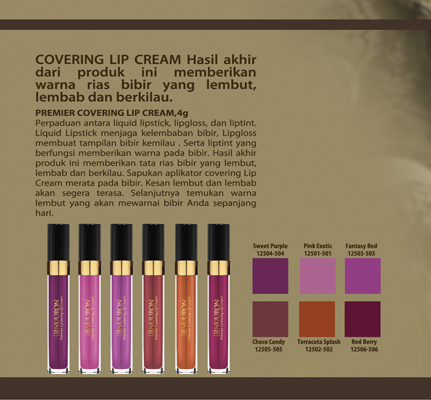 COVERING LIP CREAM Hasil akhir
dari produk ini memberikan
warna rias bibir yang lembut,
lembab dan berkilau.
PREMIER COVERING LIP CREAM,4g
Perpaduan antara liquid lipstick, lipgloss, dan liptint.
Liquid Lipstick menjaga kelembaban bibir, Lipgloss
membuat tampilan bibir kemilau . Serta liptint yang
berfungsi memberikan warna pada bibir. Hasil akhir
produk ini memberikan tata rias bibir yang lembut,
lembab dan berkilau. Sapukan aplikator covering Lip
Cream merata pada bibir. Kesan lembut dan lembab
akan segera terasa. Selanjutnya temukan warna
lembut yang akan mewarnai bibir Anda sepanjang
hari.
Sweet Purple Pink Exotic Fantasy Red
12504-504 12501-501 12503-503
Choco Candy Terracota Splash Red Berry
12505-505 12502-502 12506-506